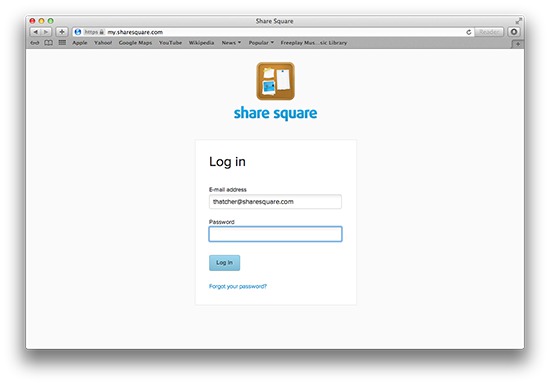 Share Square
https my.sharesquare.com Reader
Apple Yahoo! Google Maps YouTube Wikipedia News Popular Freeplay Mus...sic Library
share square
Log in
E-mail address
thatcher@sharesquare.com
Password
Log in
Forgot your password?